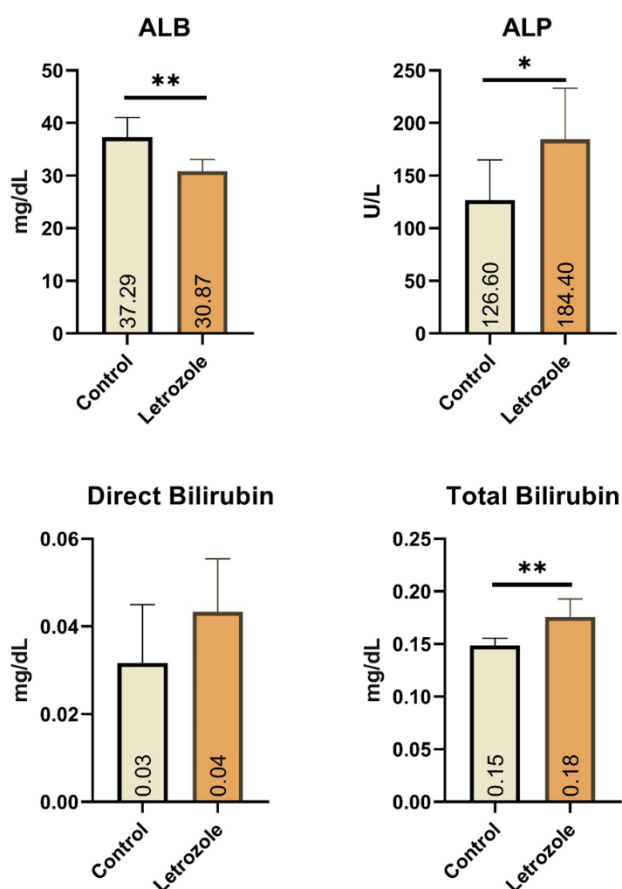 ALB
**
mg/dL
50
40
30
20
10
0
37.29
30.87
Control
Letrozole
ALP
*
U/L
250
200
150
100
50
0
126.60
184.40
Control
Letrozole
Direct Bilirubin
mg/dL
0.06
0.04
0.02
0.00
0.03
0.04
Control
Letrozole
Total Bilirubin
**
mg/dL
0.25
0.20
0.15
0.10
0.05
0.00
0.15
0.18
Control
Letrozole